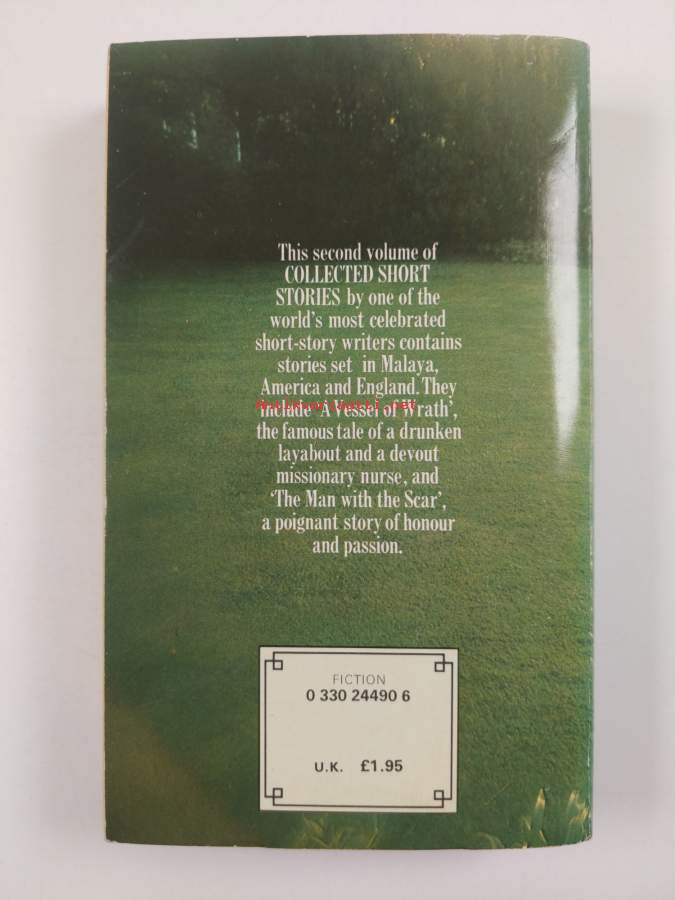 This second volume of
COLLECTED SHORT
STORIES by one of the
world's most celebrated
short-story writers contains
stories set in Malaya,
America and England. They
include 'A Vessel of Wrath',
Antikvariaatti.net
the famous tale of a drunken
layabout and a devout
missionary nurse, and
'The Man with the Scar',
a poignant story of honour
and passion.
FICTION
0 330 24490 6
U.K. £1.95